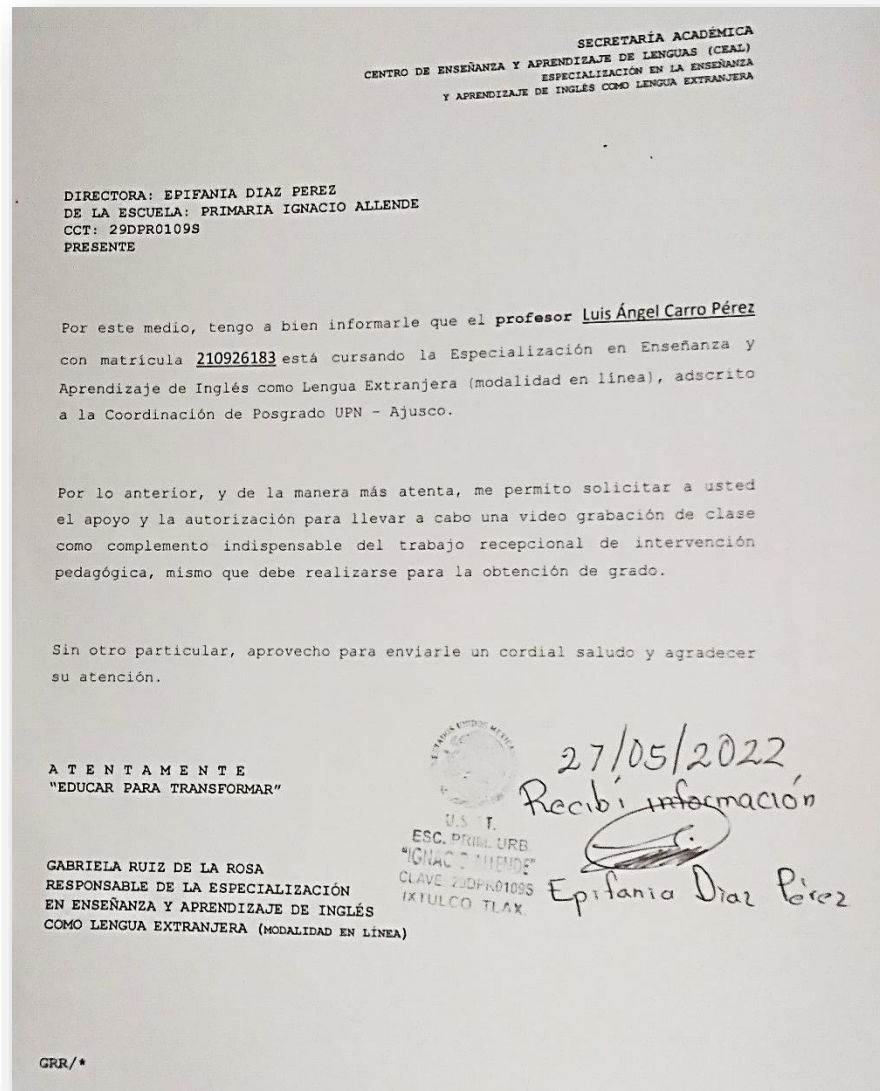 SECRETARÍA ACADÉMICA
CENTRO DE ENSEÑANZA Y APRENDIZAJE DE LENGUAS (CEAL)
ESPECIALIZACIÓN EN LA ENSEÑANZA
Y APRENDIZAJE DE INGLÉS COMO LENGUA EXTRANJERA
DIRECTORA: EPIFANIA DIAZ PEREZ
DE LA ESCUELA: PRIMARIA IGNACIO ALLENDE
CCT: 29DPR0109S
PRESENTE
Por este medio, tengo a bien informarle que el profesor Luis Ángel Carro Pérez
con matrícula 210926183 está cursando la Especialización en Enseñanza y
Aprendizaje de Inglés como Lengua Extranjera (modalidad en línea), adscrito
a la Coordinación de Posgrado UPN – Ajusco.
Por lo anterior, y de la manera más atenta, me permito solicitar a usted
el apoyo y la autorización para llevar a cabo una video grabación de clase
como complemento indispensable del trabajo recepcional de intervención
pedagógica, mismo que debe realizarse para la obtención de grado.
Sin otro particular, aprovecho para enviarle un cordial saludo y agradecer
su atención.
A T E N T A M E N T E
"EDUCAR PARA TRANSFORMAR"
GABRIELA RUIZ DE LA ROSA
RESPONSABLE DE LA ESPECIALIZACIÓN
EN ENSEÑANZA Y APRENDIZAJE DE INGLÉS
COMO LENGUA EXTRANJERA (MODALIDAD EN LÍNEA)
ESC. PRIM. URB.
"IGNACIO ALLENDE"
CLAVE 29DPR0109S
IXTULCO TLAX.
27/05/2022
Recibí información
Epifania Díaz Pérez
GRR/*